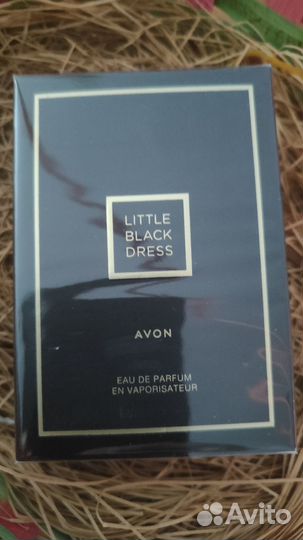 LITTLE
BLACK
DRESS
AVON
EAU DE PARFUM
EN VAPORISATEUR
Avito